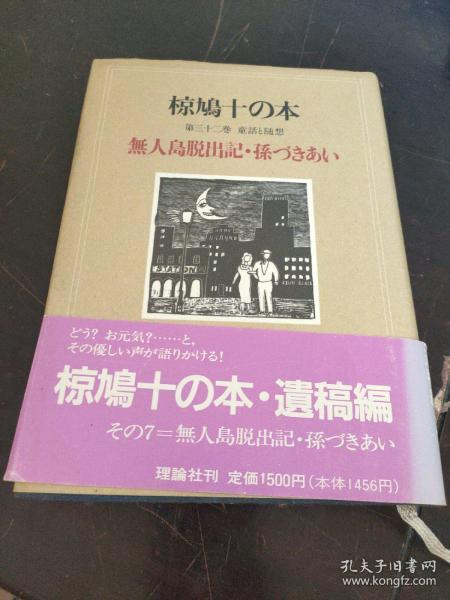 椋鳩十の本
第三十二巻 童話と随想
無人島脱出記・孫づきあい
STATION
どう? お元気?……と、
その優しい声が語りかける!
椋鳩十の本・遺稿編
その7=無人島脱出記・孫づきあい
理論社刊 定価1500円(本体1456円)
孔夫子旧书网
www.kongfz.com